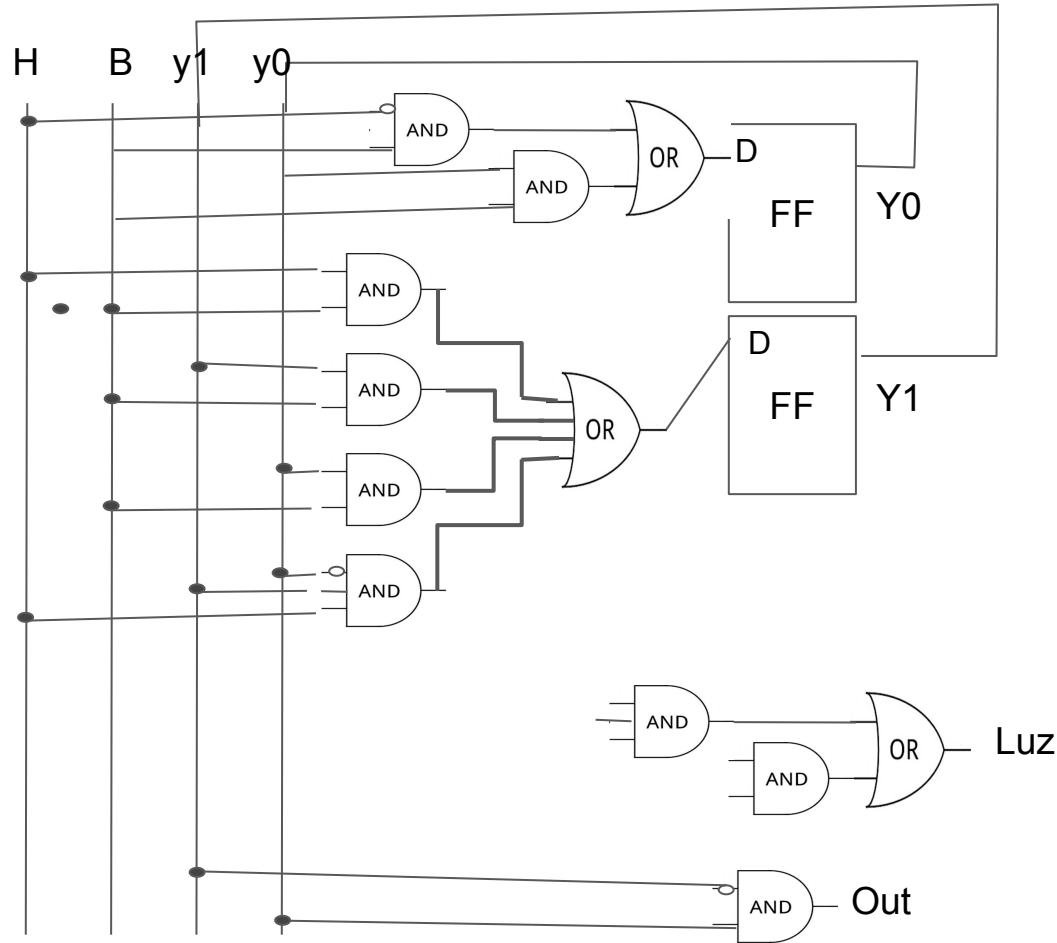 H B y1 y0
AND
OR
D
AND
FF
Y0
AND
D
AND
FF
Y1
OR
AND
AND
AND
OR
Luz
AND
AND
Out